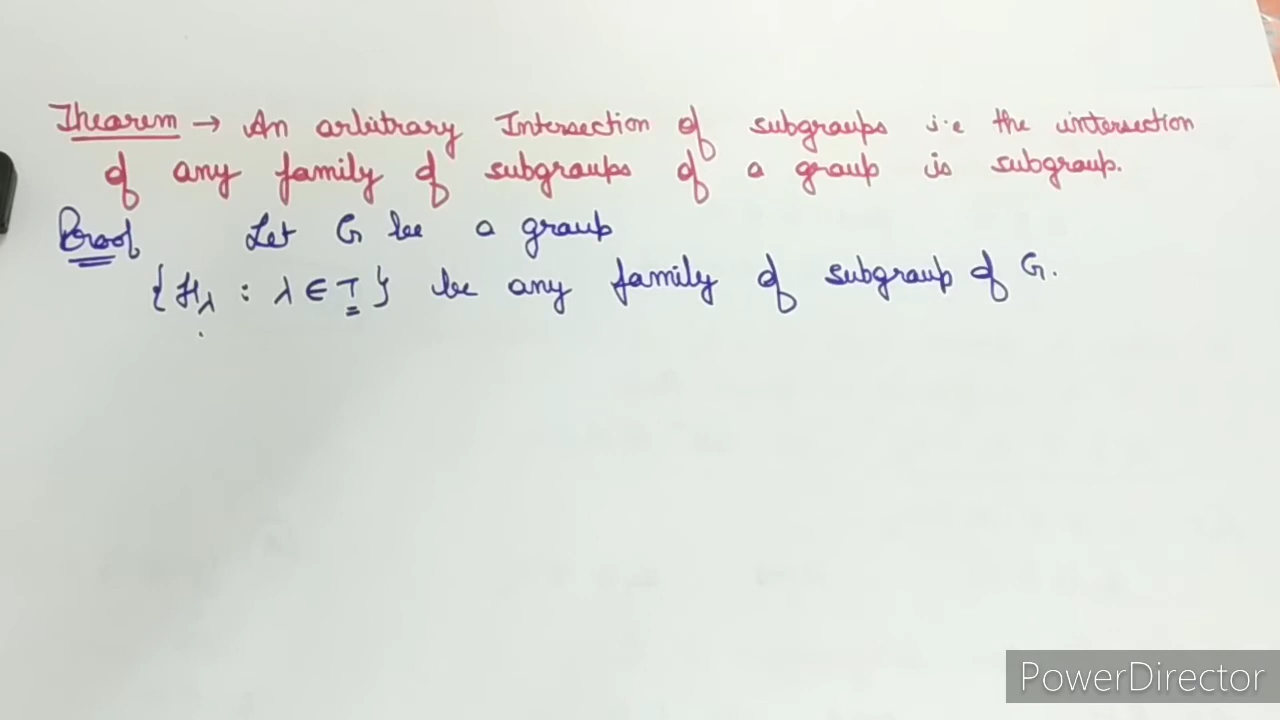 Theorem → An arbitrary Intersection of subgroups i.e the intersection
of any family of subgroups of a group is subgroup.
Proof Let G be a group
{H_λ : λ ∈ T} be any family of subgroup of G.
PowerDirector